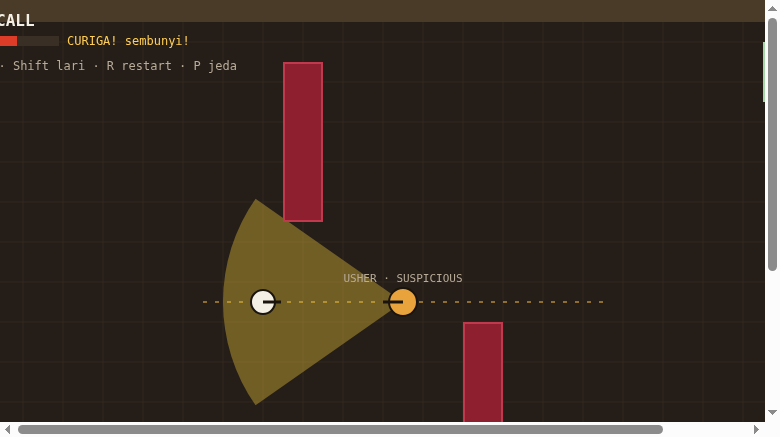 CALL
CURIGA! sembunyi!
· Shift lari · R restart · P jeda
USHER · SUSPICIOUS